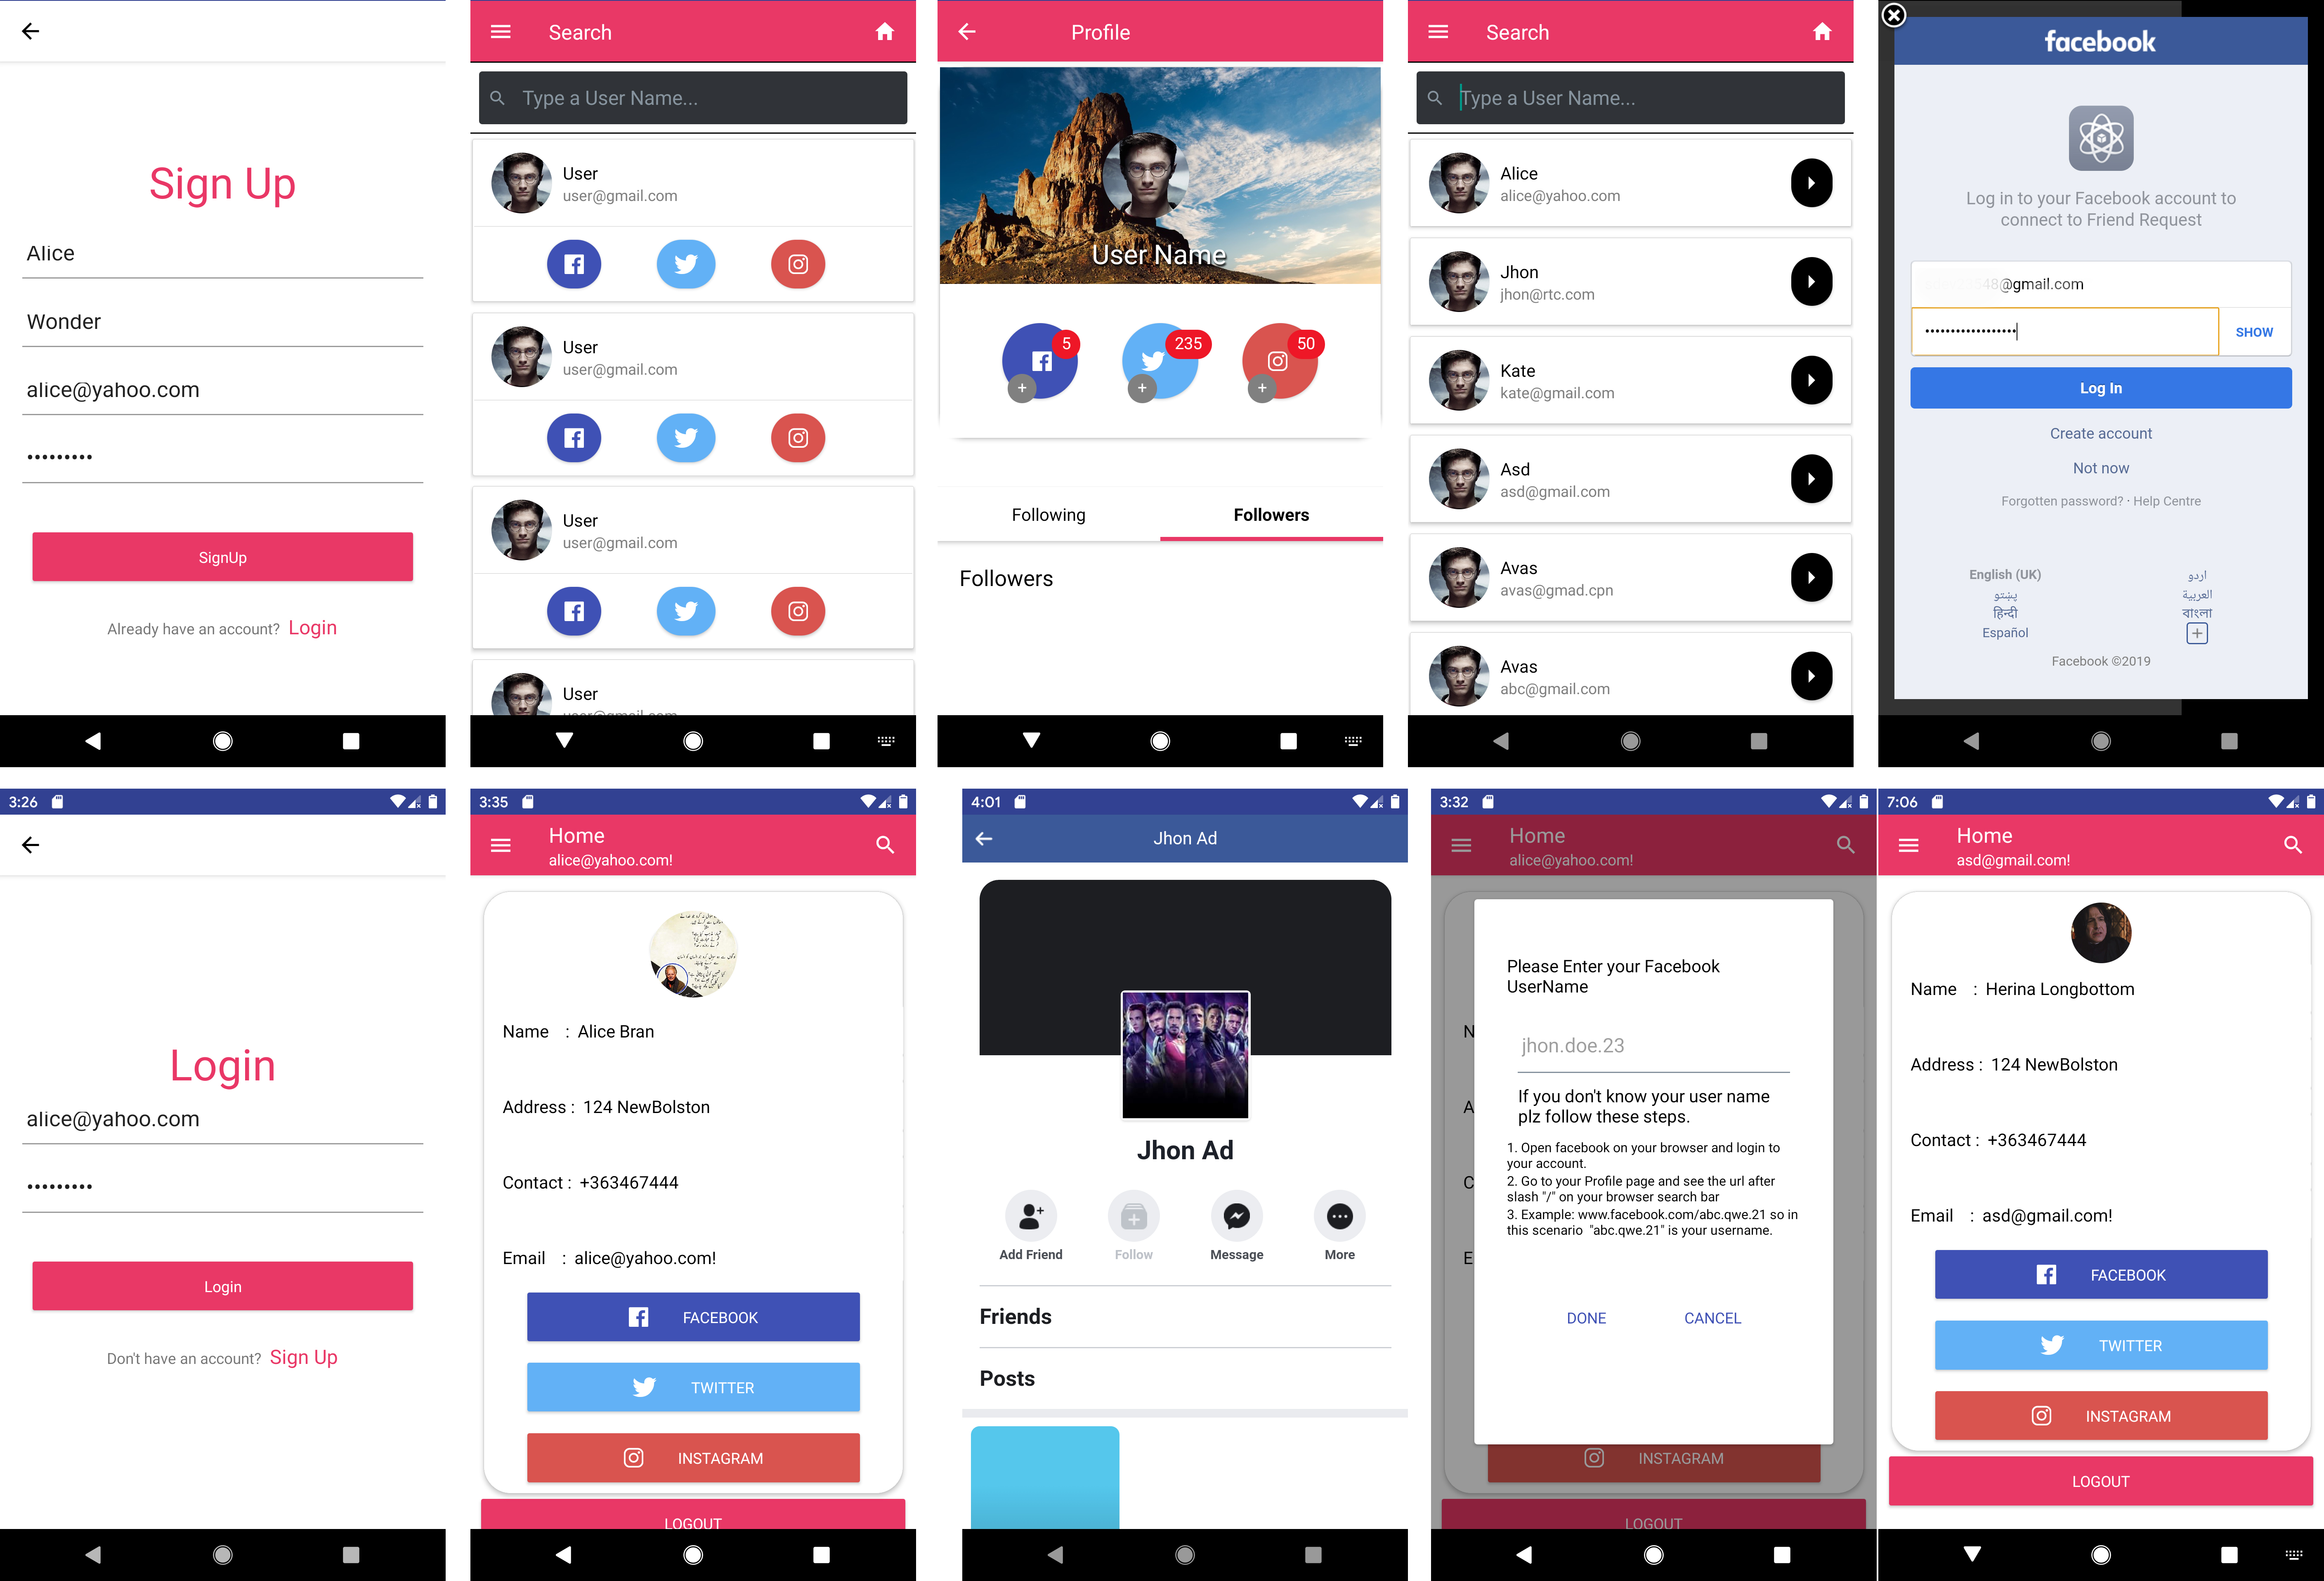 Sign Up
Alice
Wonder
alice@yahoo.com
•••••••••
SignUp
Already have an account? Login
Search
Type a User Name...
User
user@gmail.com
User
user@gmail.com
User
user@gmail.com
User
user@gmail.com
Profile
User Name
5
235
50
Following
Followers
Followers
Search
Type a User Name...
Alice
alice@yahoo.com
Jhon
jhon@rtc.com
Kate
kate@gmail.com
Asd
asd@gmail.com
Avas
avas@gmad.cpn
Avas
abc@gmail.com
facebook
Log in to your Facebook account to
connect to Friend Request
48@gmail.com
••••••••••••••••••
SHOW
Log In
Create account
Not now
Forgotten password? · Help Centre
English (UK)
اردو
پښتو
العربية
हिन्दी
বাংলা
Español
Facebook ©2019
3:26
Login
alice@yahoo.com
•••••••••
Login
Don't have an account? Sign Up
3:35
Home
alice@yahoo.com!
Name : Alice Bran
Address : 124 NewBolston
Contact : +363467444
Email : alice@yahoo.com!
FACEBOOK
TWITTER
INSTAGRAM
LOGOUT
4:01
Jhon Ad
Jhon Ad
Add Friend
Follow
Message
More
Friends
Posts
3:32
Home
alice@yahoo.com!
N
A
C
E
Please Enter your Facebook
UserName
jhon.doe.23
If you don't know your user name
plz follow these steps.
1. Open facebook on your browser and login to
your account.
2. Go to your Profile page and see the url after
slash "/" on your browser search bar
3. Example: www.facebook.com/abc.qwe.21 so in
this scenario "abc.qwe.21" is your username.
DONE
CANCEL
INSTAGRAM
LOGOUT
7:06
Home
asd@gmail.com!
Name : Herina Longbottom
Address : 124 NewBolston
Contact : +363467444
Email : asd@gmail.com!
FACEBOOK
TWITTER
INSTAGRAM
LOGOUT